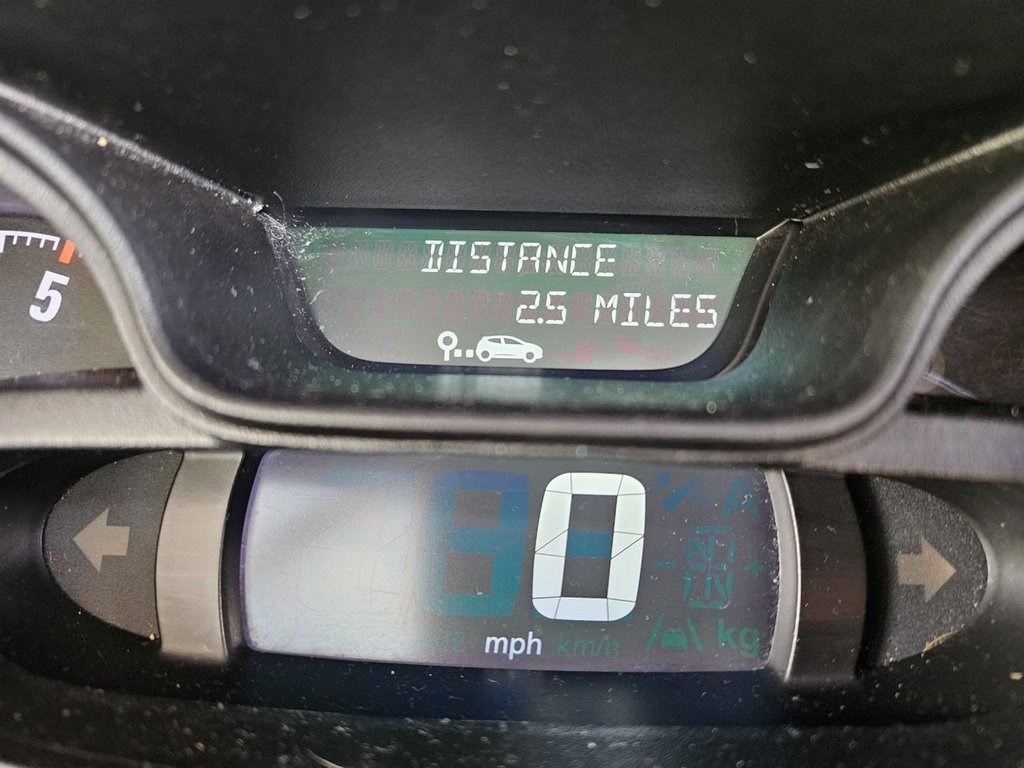 DISTANCE
2.5 MILES
5
0
mph km/h kg